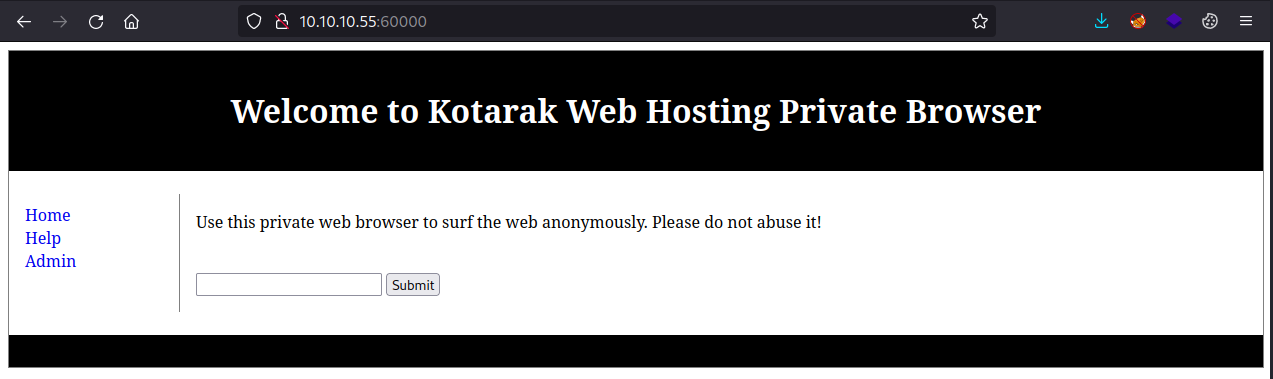 10.10.10.55:60000
Welcome to Kotarak Web Hosting Private Browser
Home
Help
Admin
Use this private web browser to surf the web anonymously. Please do not abuse it!
Submit